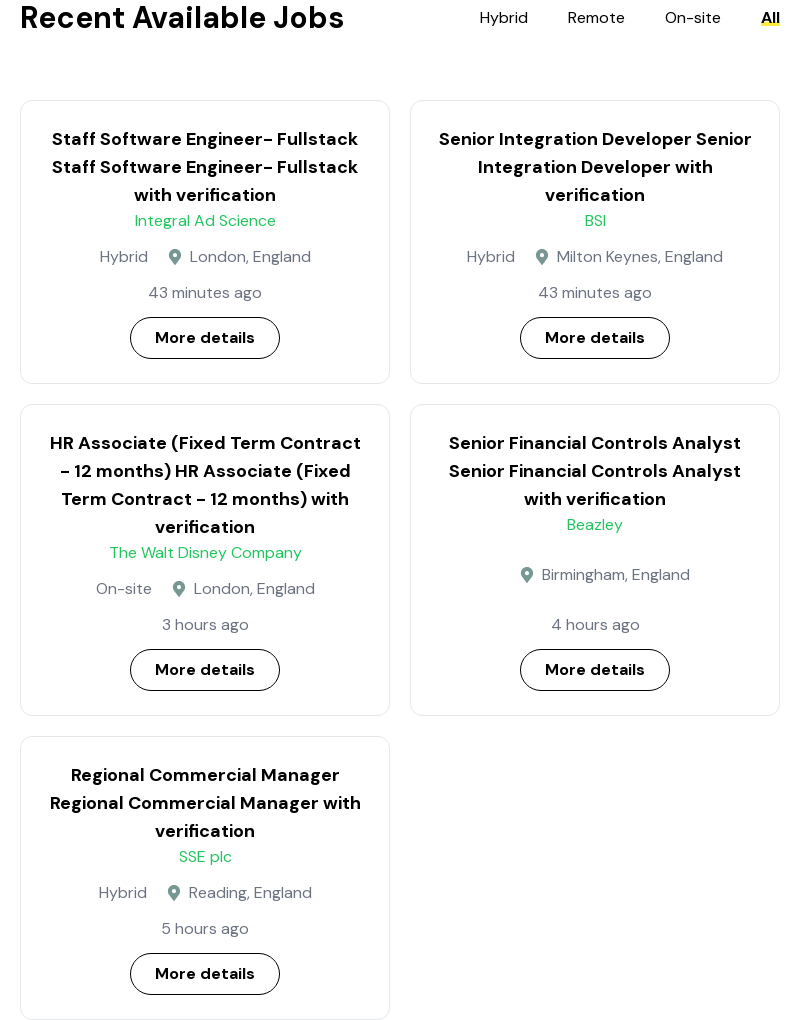 Recent Available Jobs
Hybrid Remote On-site All
Staff Software Engineer- Fullstack
Staff Software Engineer- Fullstack
with verification
Integral Ad Science
Hybrid London, England
43 minutes ago
More details
Senior Integration Developer Senior
Integration Developer with
verification
BSI
Hybrid Milton Keynes, England
43 minutes ago
More details
HR Associate (Fixed Term Contract
- 12 months) HR Associate (Fixed
Term Contract - 12 months) with
verification
The Walt Disney Company
On-site London, England
3 hours ago
More details
Senior Financial Controls Analyst
Senior Financial Controls Analyst
with verification
Beazley
Birmingham, England
4 hours ago
More details
Regional Commercial Manager
Regional Commercial Manager with
verification
SSE plc
Hybrid Reading, England
5 hours ago
More details